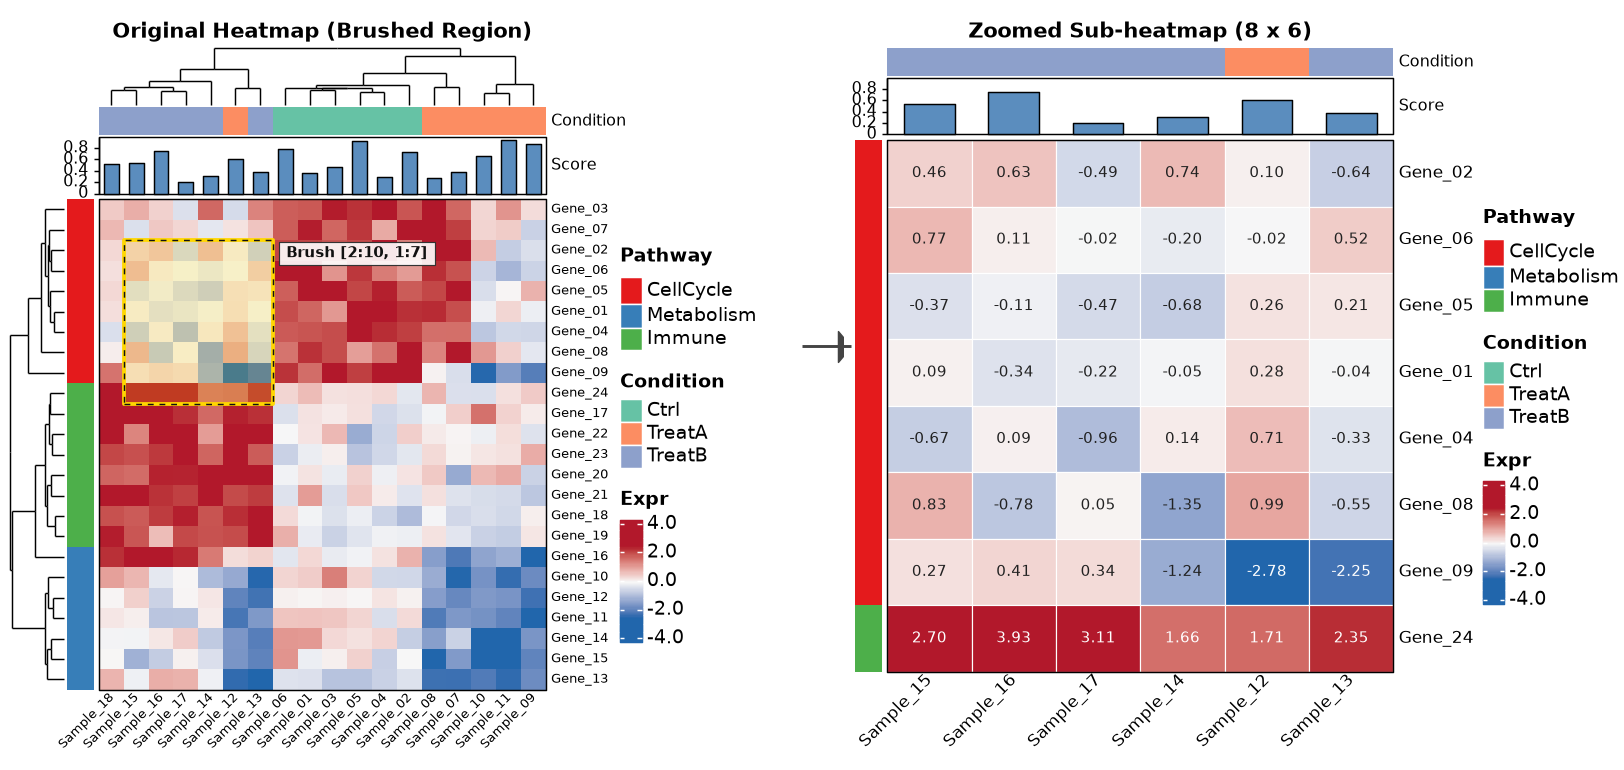 Original Heatmap (Brushed Region)
Condition
0.8
0.6
0.4
0.2
0
Score
Gene_03
Gene_07
Gene_02
Gene_06
Gene_05
Gene_01
Gene_04
Gene_08
Gene_09
Gene_24
Gene_17
Gene_22
Gene_23
Gene_20
Gene_21
Gene_18
Gene_19
Gene_16
Gene_10
Gene_12
Gene_11
Gene_14
Gene_15
Gene_13
Brush [2:10, 1:7]
Sample_18
Sample_15
Sample_16
Sample_17
Sample_14
Sample_12
Sample_13
Sample_06
Sample_01
Sample_03
Sample_05
Sample_04
Sample_02
Sample_08
Sample_07
Sample_10
Sample_11
Sample_09
Pathway
CellCycle
Metabolism
Immune
Condition
Ctrl
TreatA
TreatB
Expr
4.0
2.0
0.0
-2.0
-4.0
Zoomed Sub-heatmap (8 x 6)
Condition
0.8
0.6
0.4
0.2
0
Score
0.46 0.63 -0.49 0.74 0.10 -0.64 Gene_02
0.77 0.11 -0.02 -0.20 -0.02 0.52 Gene_06
-0.37 -0.11 -0.47 -0.68 0.26 0.21 Gene_05
0.09 -0.34 -0.22 -0.05 0.28 -0.04 Gene_01
-0.67 0.09 -0.96 0.14 0.71 -0.33 Gene_04
0.83 -0.78 0.05 -1.35 0.99 -0.55 Gene_08
0.27 0.41 0.34 -1.24 -2.78 -2.25 Gene_09
2.70 3.93 3.11 1.66 1.71 2.35 Gene_24
Sample_15
Sample_16
Sample_17
Sample_14
Sample_12
Sample_13
Pathway
CellCycle
Metabolism
Immune
Condition
Ctrl
TreatA
TreatB
Expr
4.0
2.0
0.0
-2.0
-4.0